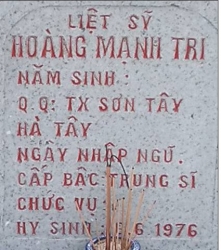 LIỆT SỸ
HOÀNG MẠNH TRI
NĂM SINH:
Q.Q: TX SƠN TÂY
HÀ TÂY
NGÀY NHẬP NGŨ.
CẤP BẬC TRUNG SĨ
CHỨC VỤ
HY SINH 6 1976